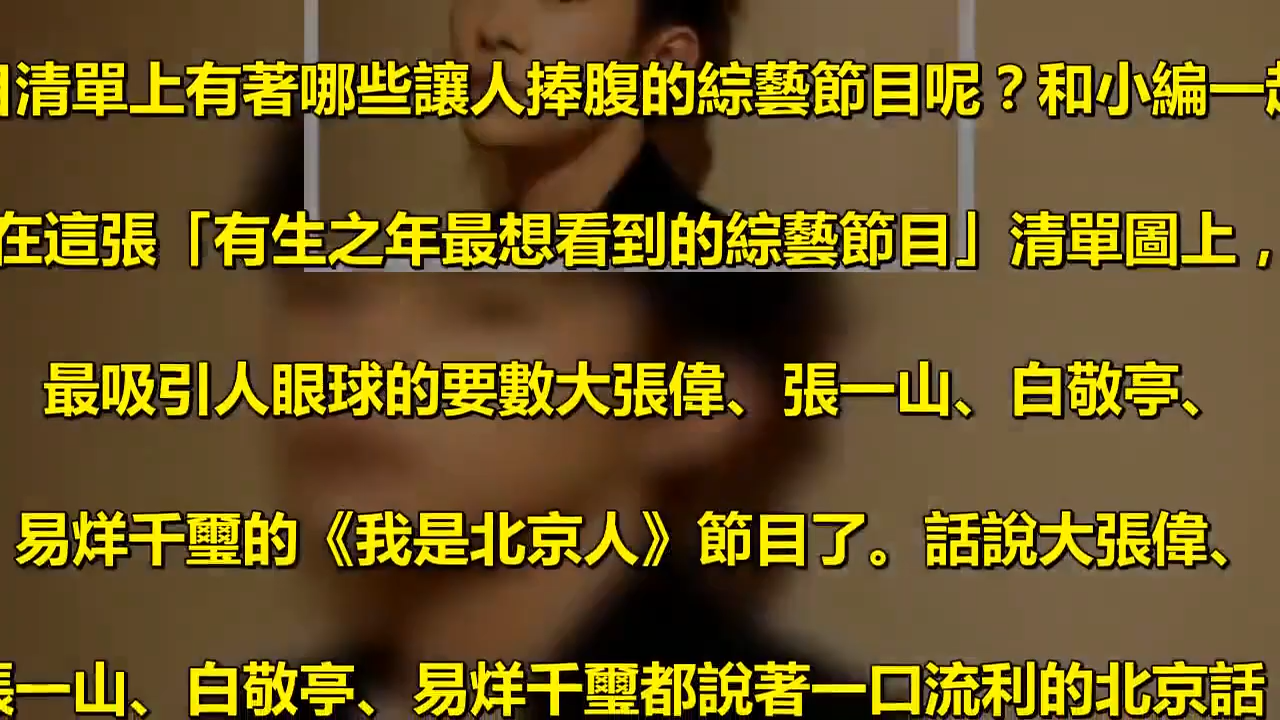 清單上有著哪些讓人捧腹的綜藝節目呢？和小編一起
在這張「有生之年最想看到的綜藝節目」清單圖上，
最吸引人眼球的要數大張偉、張一山、白敬亭、
易烊千璽的《我是北京人》節目了。話說大張偉、
張一山、白敬亭、易烊千璽都說著一口流利的北京話